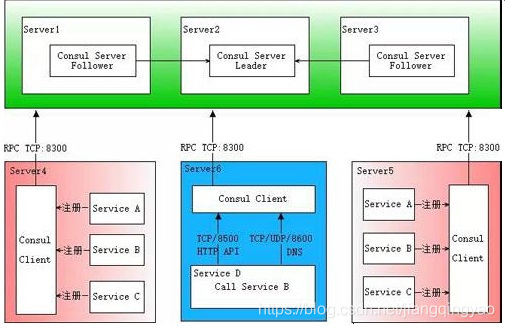 Server1
Consul Server
Follower
Server2
Consul Server
Leader
Server3
Consul Server
Follower
RPC TCP:8300
RPC TCP:8300
RPC TCP:8300
Server4
Consul
Client
注册
Service A
注册
Service B
注册
Service C
Server6
Consul Client
TCP/8500
HTTP API
TCP/UDP/8600
DNS
Service D
Call Service B
Server5
Service A
注册
Service B
注册
Service C
注册
Consul
Client
https://blog.csdn.net/jiangqingyao